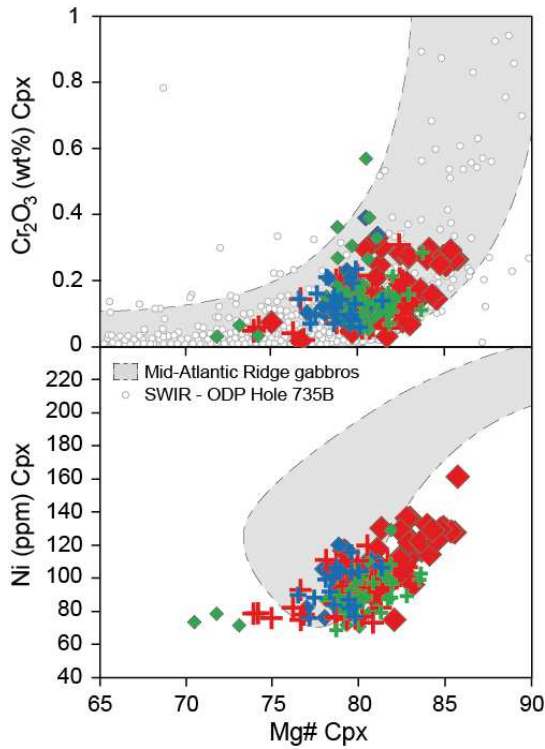 1
0.8
0.6
0.4
0.2
0
Cr₂O₃ (wt%) Cpx
Mid-Atlantic Ridge gabbros
SWIR - ODP Hole 735B
220
200
180
160
140
120
100
80
60
40
Ni (ppm) Cpx
65 70 75 80 85 90
Mg# Cpx